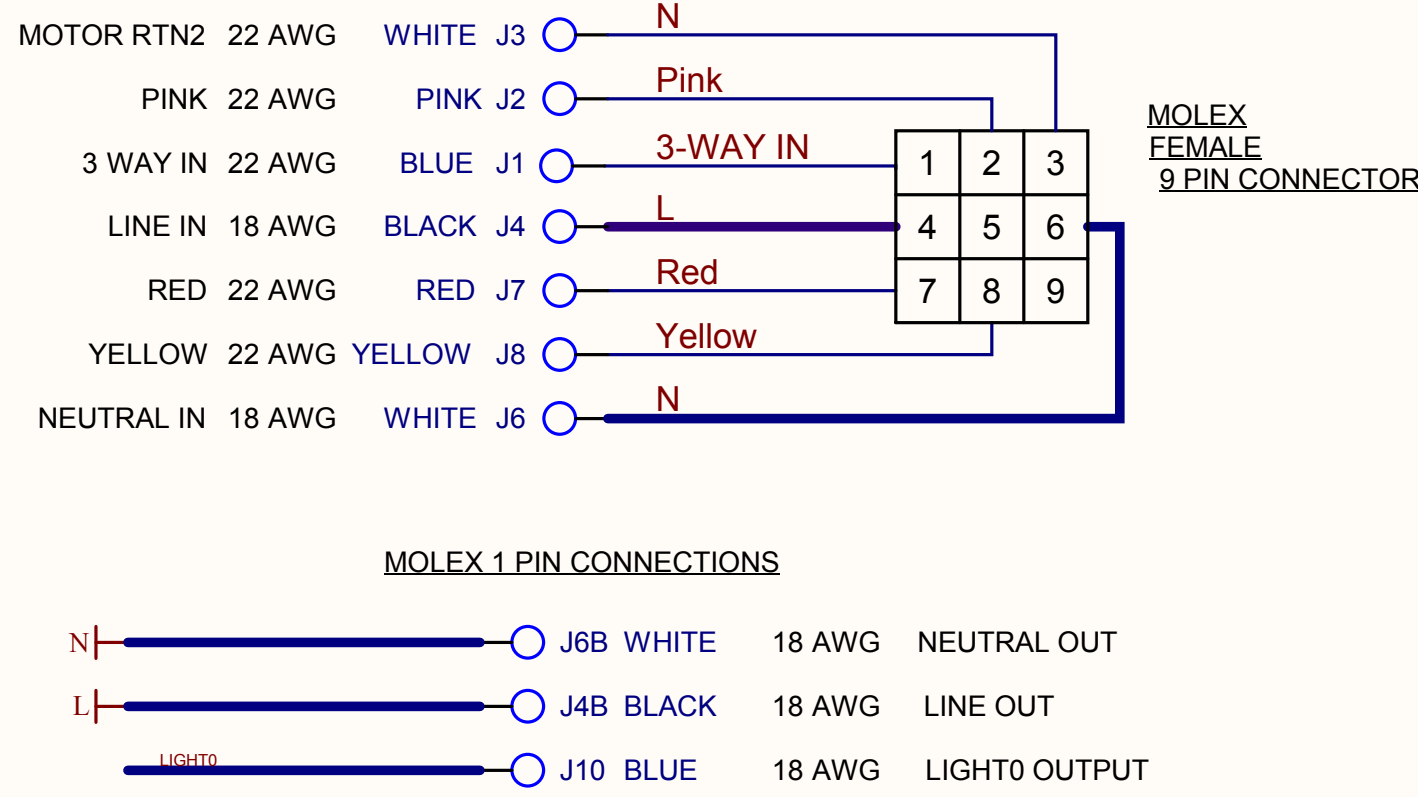 N
MOTOR RTN2 22 AWG WHITE J3
Pink
PINK 22 AWG PINK J2
MOLEX
FEMALE
9 PIN CONNECTOR
3-WAY IN
3 WAY IN 22 AWG BLUE J1
1 2 3
L
LINE IN 18 AWG BLACK J4
4 5 6
Red
RED 22 AWG RED J7
7 8 9
Yellow
YELLOW 22 AWG YELLOW J8
N
NEUTRAL IN 18 AWG WHITE J6
MOLEX 1 PIN CONNECTIONS
N J6B WHITE 18 AWG NEUTRAL OUT
L J4B BLACK 18 AWG LINE OUT
LIGHT0 J10 BLUE 18 AWG LIGHT0 OUTPUT